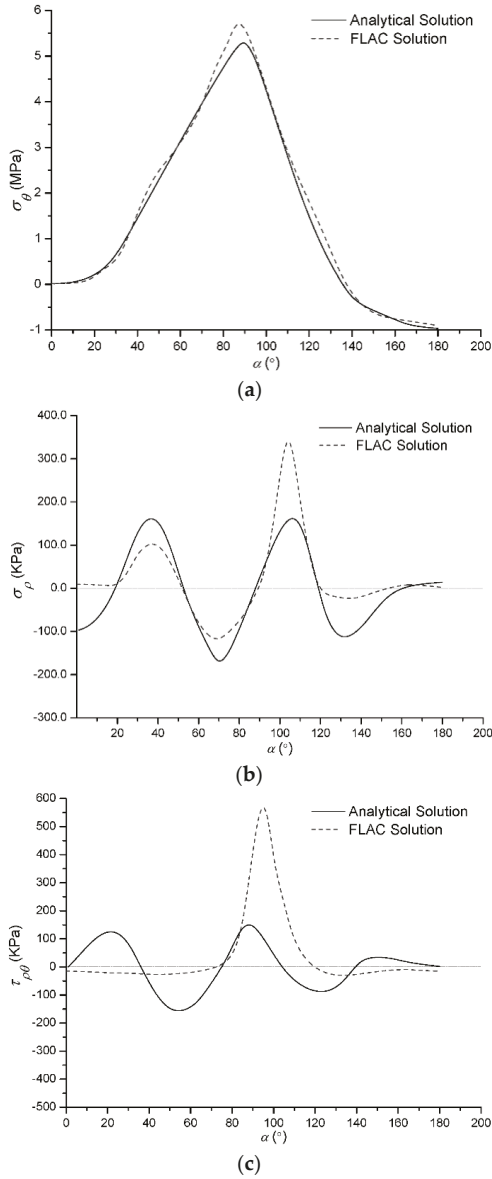 6
5
4
3
2
1
0
-1
σθ (MPa)
Analytical Solution
FLAC Solution
0 20 40 60 80 100 120 140 160 180 200
α (°)
(a)
400.0
300.0
200.0
100.0
0.0
-100.0
-200.0
-300.0
σρ (KPa)
Analytical Solution
FLAC Solution
20 40 60 80 100 120 140 160 180 200
α (°)
(b)
600
500
400
300
200
100
0
-100
-200
-300
-400
-500
τρθ (KPa)
Analytical Solution
FLAC Solution
0 20 40 60 80 100 120 140 160 180 200
α (°)
(c)